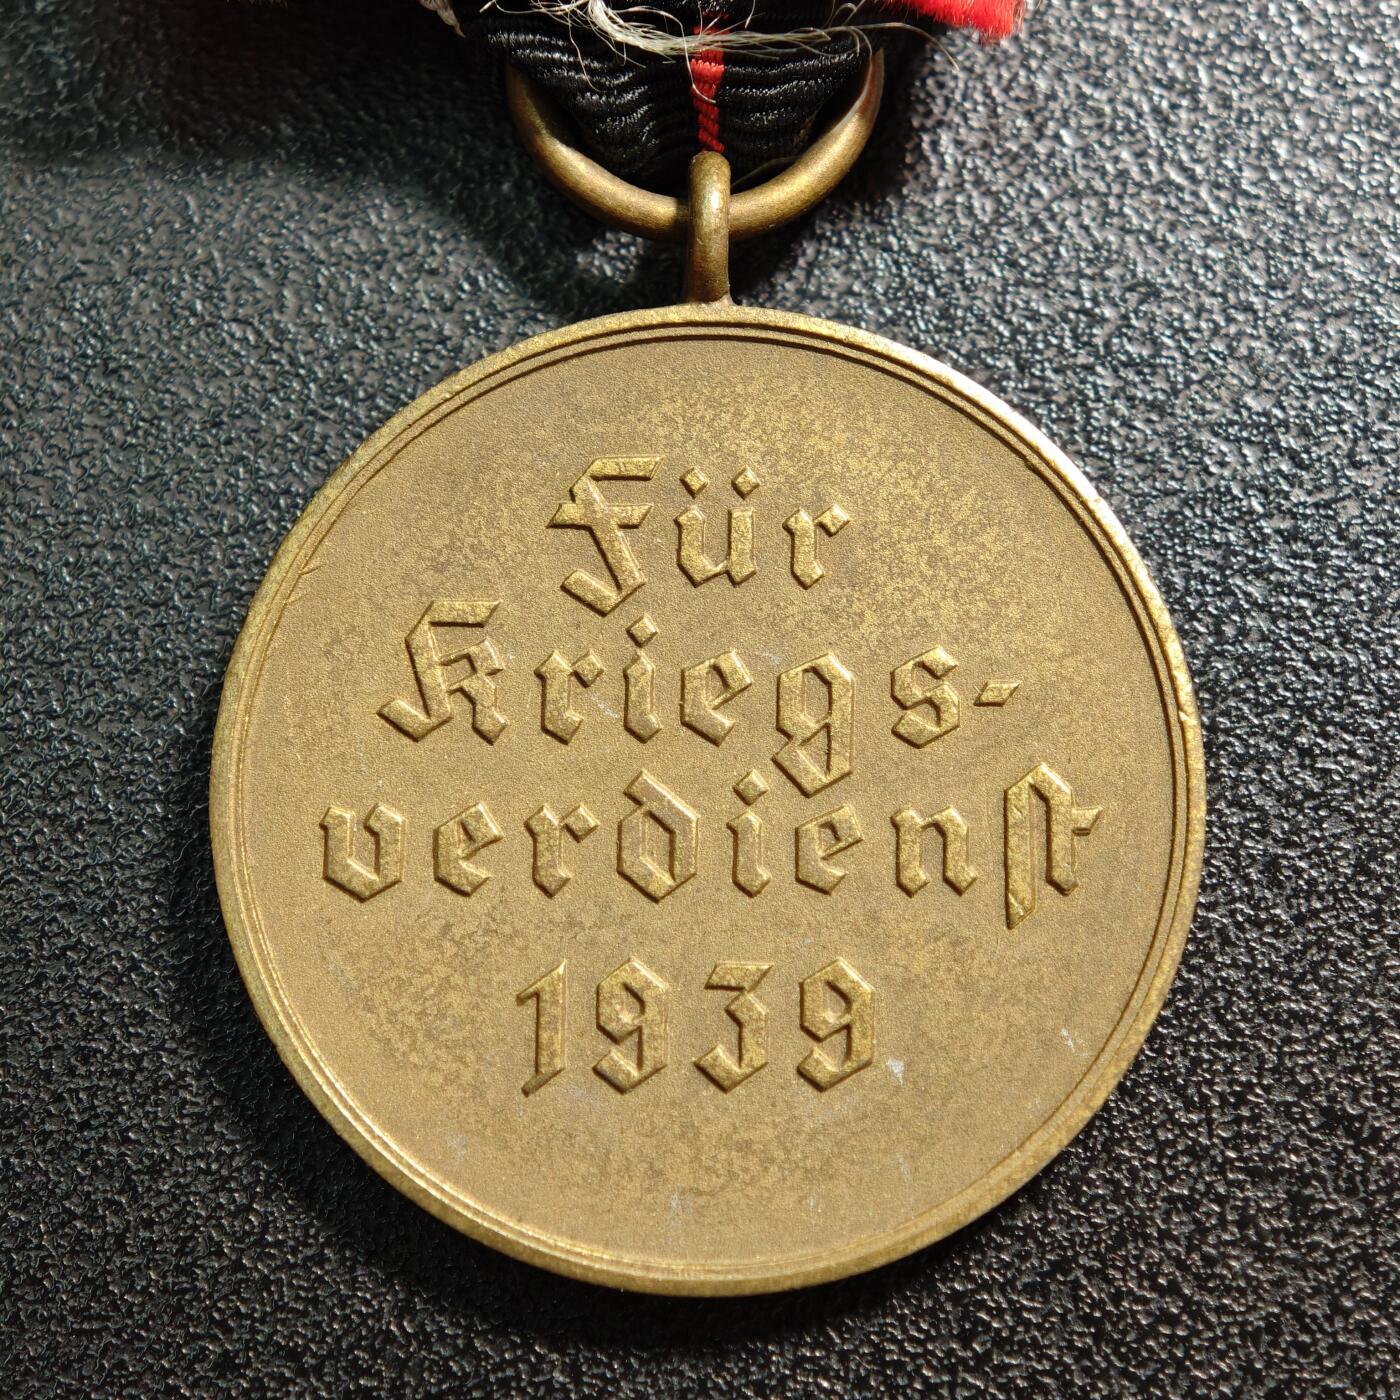 Für
Kriegs-
verdienst
1939